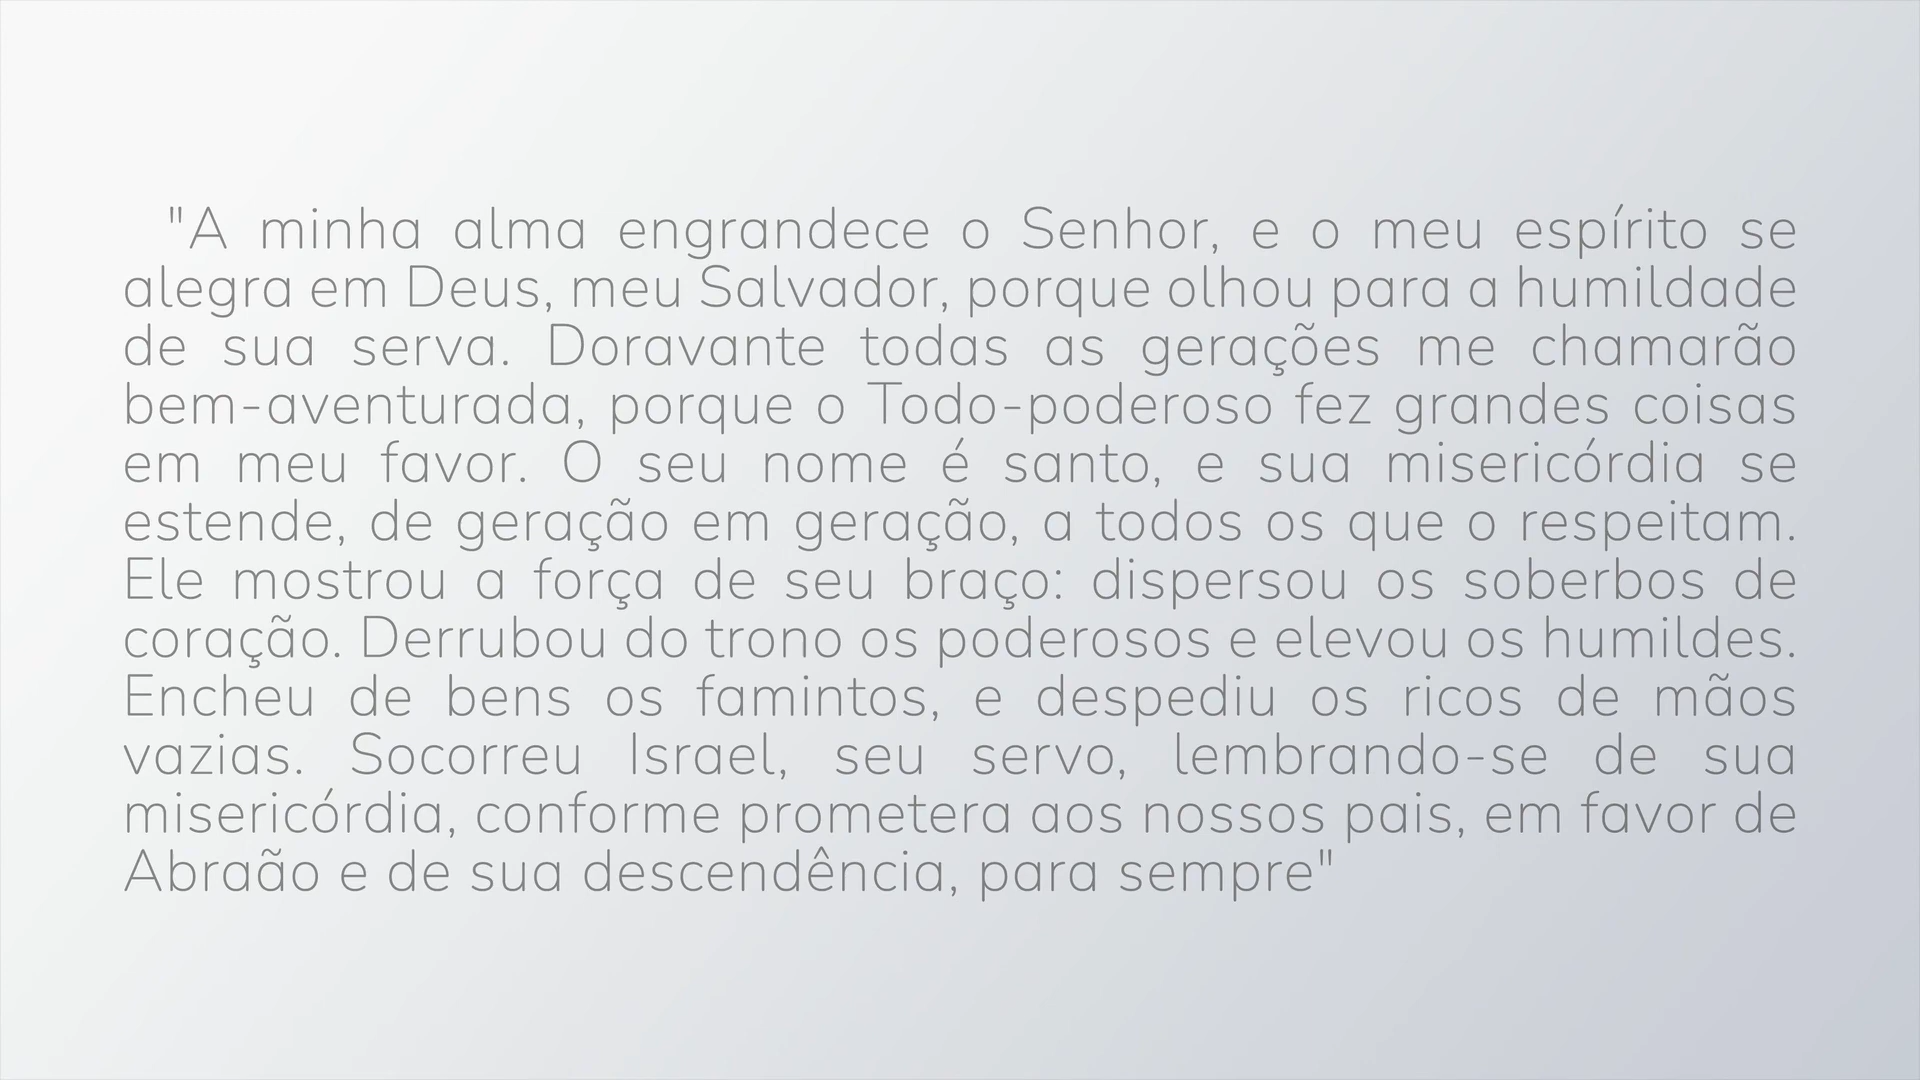 "A minha alma engrandece o Senhor, e o meu espírito se
alegra em Deus, meu Salvador, porque olhou para a humildade
de sua serva. Doravante todas as gerações me chamarão
bem-aventurada, porque o Todo-poderoso fez grandes coisas
em meu favor. O seu nome é santo, e sua misericórdia se
estende, de geração em geração, a todos os que o respeitam.
Ele mostrou a força de seu braço: dispersou os soberbos de
coração. Derrubou do trono os poderosos e elevou os humildes.
Encheu de bens os famintos, e despediu os ricos de mãos
vazias. Socorreu Israel, seu servo, lembrando-se de sua
misericórdia, conforme prometera aos nossos pais, em favor de
Abraão e de sua descendência, para sempre"